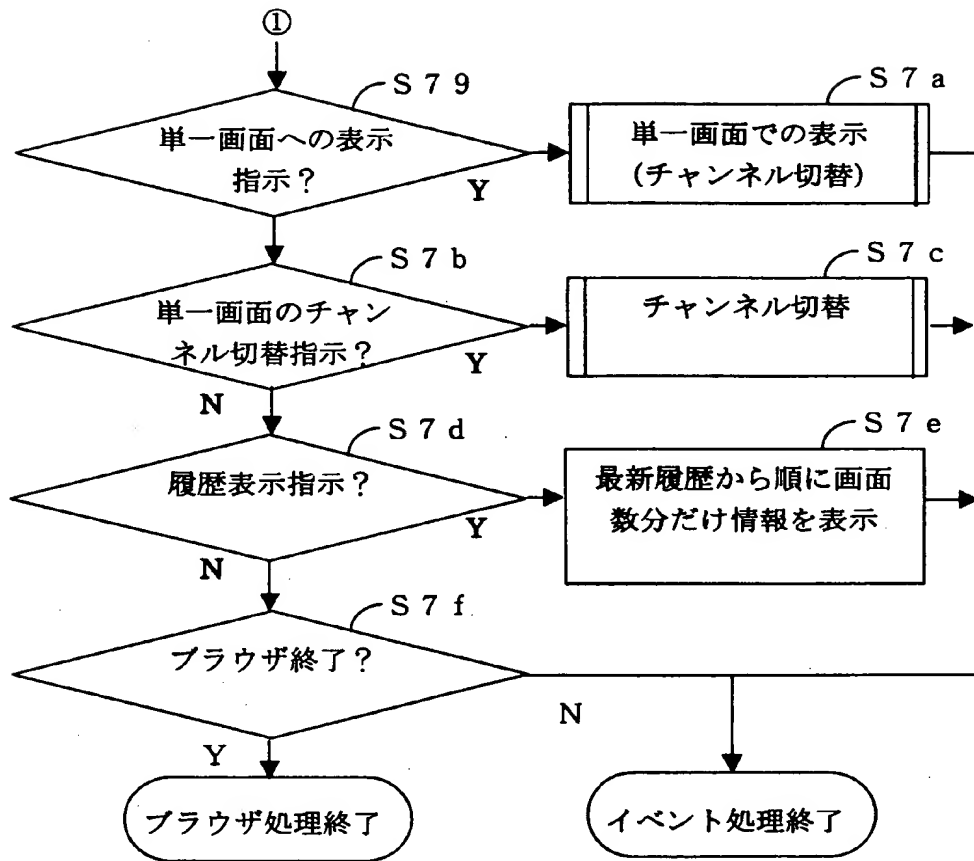 ①
S79
単一画面への表示
指示？
Y
S7a
単一画面での表示
(チャンネル切替)
S7b
単一画面のチャン
ネル切替指示？
Y
N
S7c
チャンネル切替
S7d
履歴表示指示？
Y
N
S7e
最新履歴から順に画面
数分だけ情報を表示
S7f
ブラウザ終了？
N
Y
ブラウザ処理終了
イベント処理終了